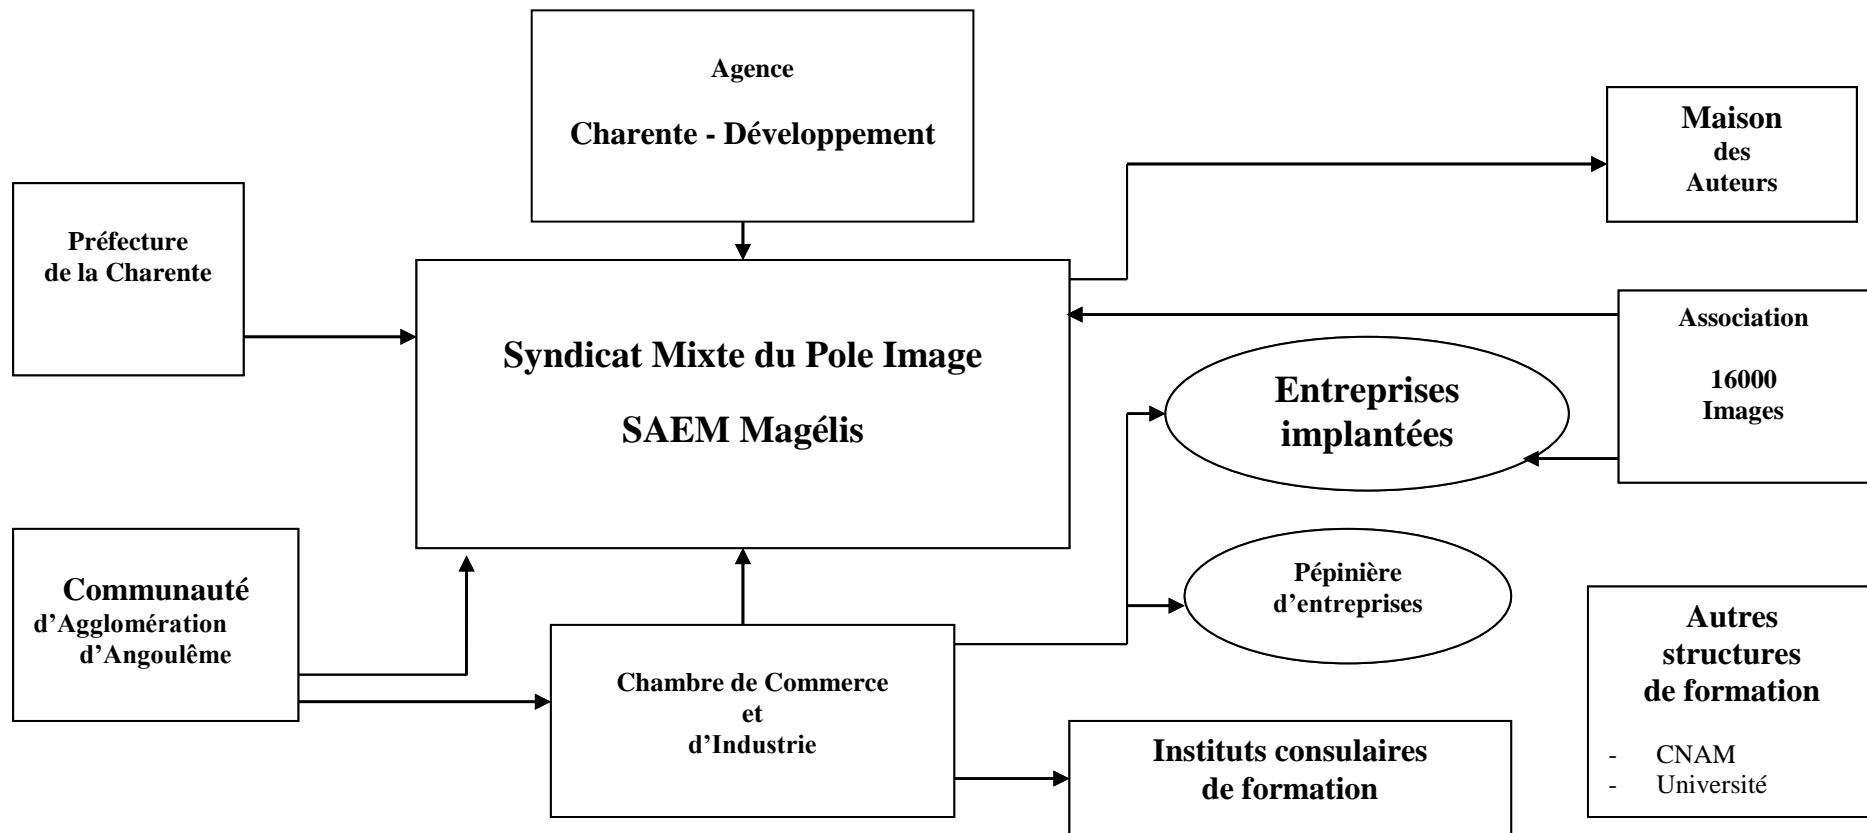 Agence
Charente - Développement
Maison
des
Auteurs
Préfecture
de la Charente
Syndicat Mixte du Pole Image
SAEM Magélis
Association
16000
Images
Entreprises
implantées
Communauté
d’Agglomération
d’Angoulême
Pépinière
d’entreprises
Chambre de Commerce
et
d’Industrie
Autres
structures
de formation
- CNAM
- Université
Instituts consulaires
de formation